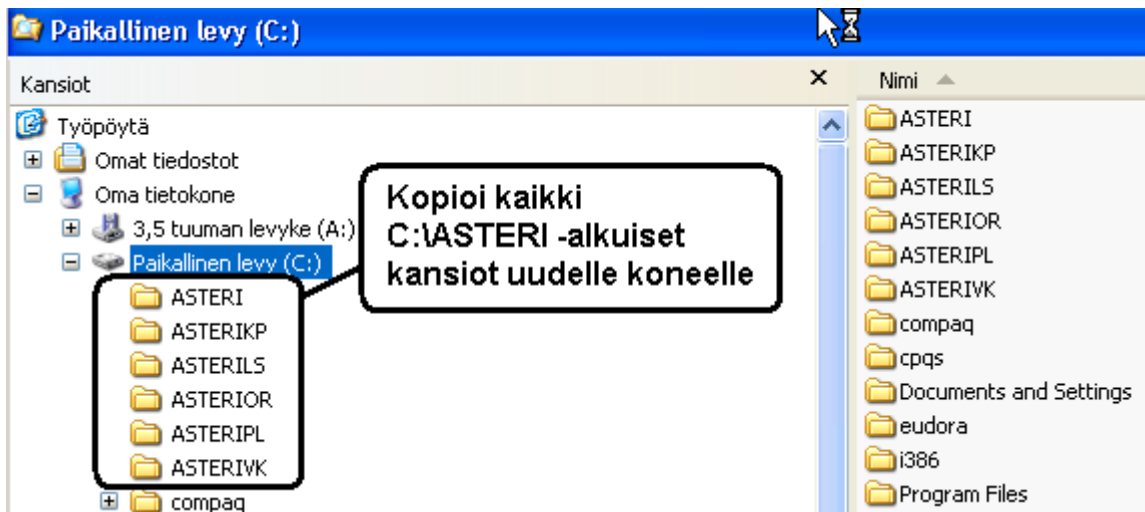 Paikallinen levy (C:)
Kansiot
Työpöytä
Omat tiedostot
Oma tietokone
3,5 tuuman levyke (A:)
Paikallinen levy (C:)
ASTERI
ASTERIKP
ASTERILS
ASTERIOR
ASTERIPL
ASTERIVK
compaq
Kopioi kaikki
C:\ASTERI -alkuiset
kansiot uudelle koneelle
Nimi
ASTERI
ASTERIKP
ASTERILS
ASTERIOR
ASTERIPL
ASTERIVK
compaq
cpqs
Documents and Settings
eudora
i386
Program Files